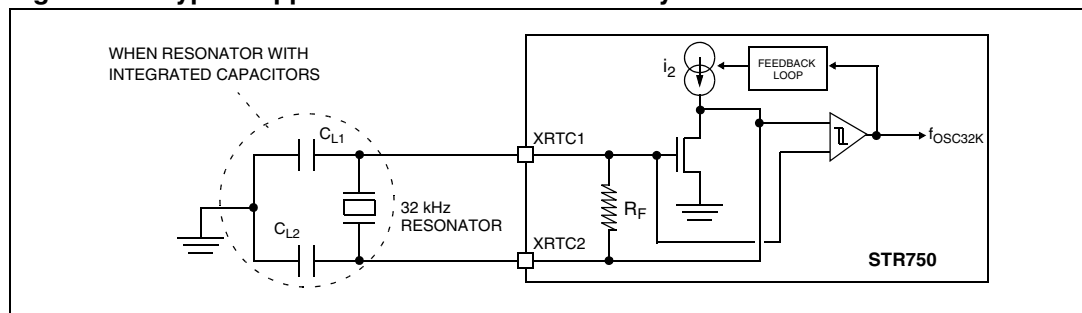 WHEN RESONATOR WITH
INTEGRATED CAPACITORS
i2
FEEDBACK
LOOP
CL1
XRTC1
fOSC32K
32 kHz
RESONATOR
RF
CL2
XRTC2
STR750